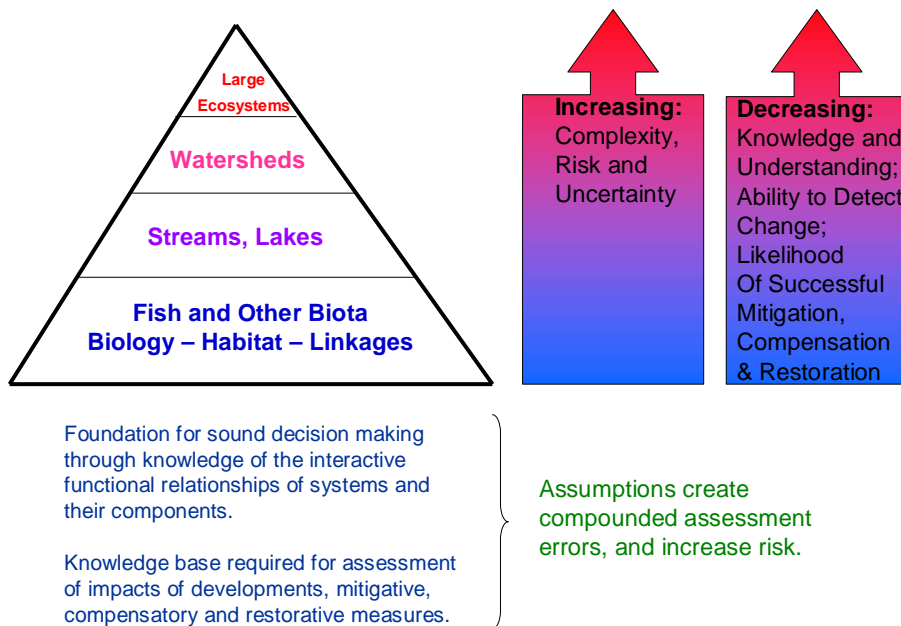 Large
Ecosystems
Watersheds
Streams, Lakes
Fish and Other Biota
Biology – Habitat – Linkages
Increasing:
Complexity,
Risk and
Uncertainty
Decreasing:
Knowledge and
Understanding;
Ability to Detect
Change;
Likelihood
Of Successful
Mitigation,
Compensation
& Restoration
Foundation for sound decision making
through knowledge of the interactive
functional relationships of systems and
their components.
Knowledge base required for assessment
of impacts of developments, mitigative,
compensatory and restorative measures.
Assumptions create
compounded assessment
errors, and increase risk.